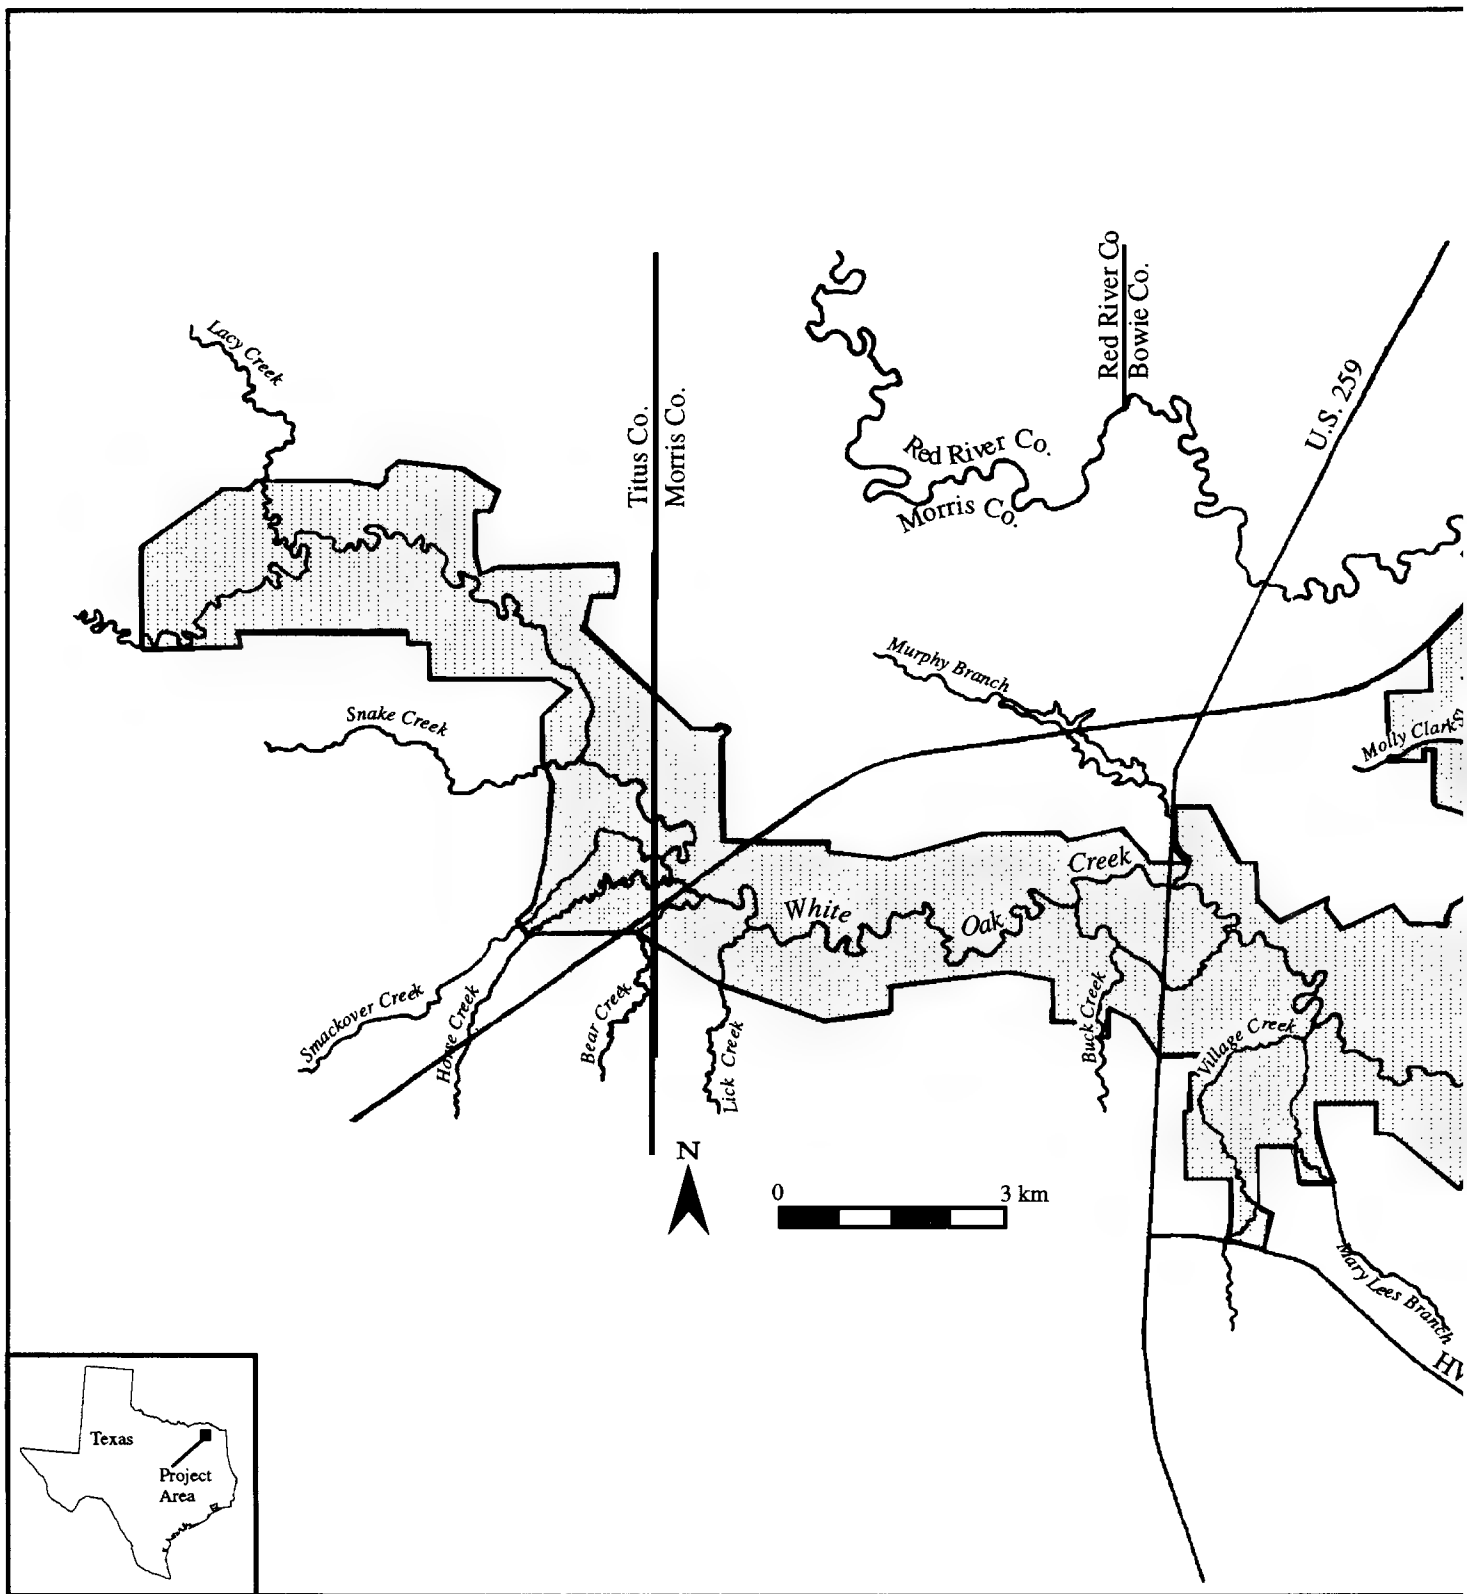 Lacy Creek
Titus Co.
Morris Co.
Red River Co.
Morris Co.
Red River Co
Bowie Co.
U.S. 259
Snake Creek
Murphy Branch
Molly Clark
White Oak Creek
Smackover Creek
Horse Creek
Bear Creek
Lick Creek
Buck Creek
Village Creek
Mary Lees Branch
N
0 3 km
Texas
Project
Area